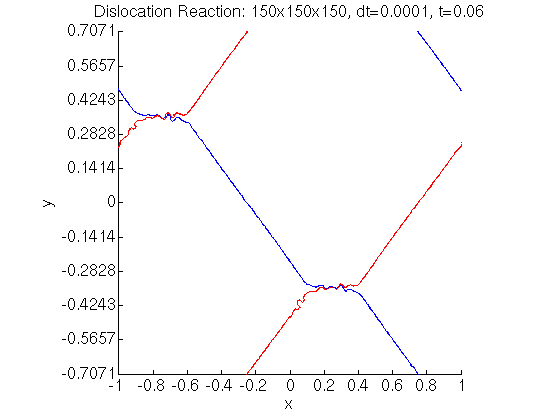 Dislocation Reaction: 150x150x150, dt=0.0001, t=0.06
0.7071
0.5657
0.4243
0.2828
0.1414
0
-0.1414
-0.2828
-0.4243
-0.5657
-0.7071
y
-1 -0.8 -0.6 -0.4 -0.2 0 0.2 0.4 0.6 0.8 1
x